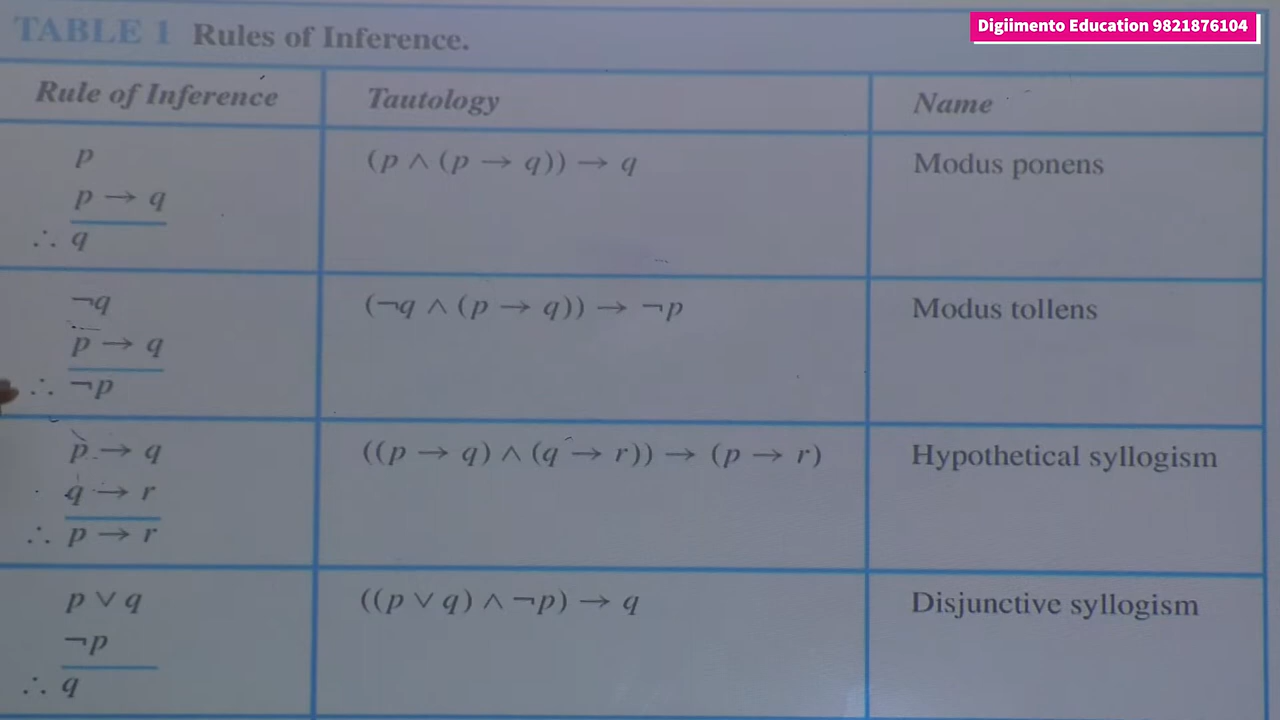 Digiimento Education 9821876104
TABLE 1 Rules of Inference.
Rule of Inference Tautology Name
p (p ∧ (p → q)) → q Modus ponens
p → q
∴ q
¬q (¬q ∧ (p → q)) → ¬p Modus tollens
p → q
∴ ¬p
p → q ((p → q) ∧ (q → r)) → (p → r) Hypothetical syllogism
q → r
∴ p → r
p ∨ q ((p ∨ q) ∧ ¬p) → q Disjunctive syllogism
¬p
∴ q